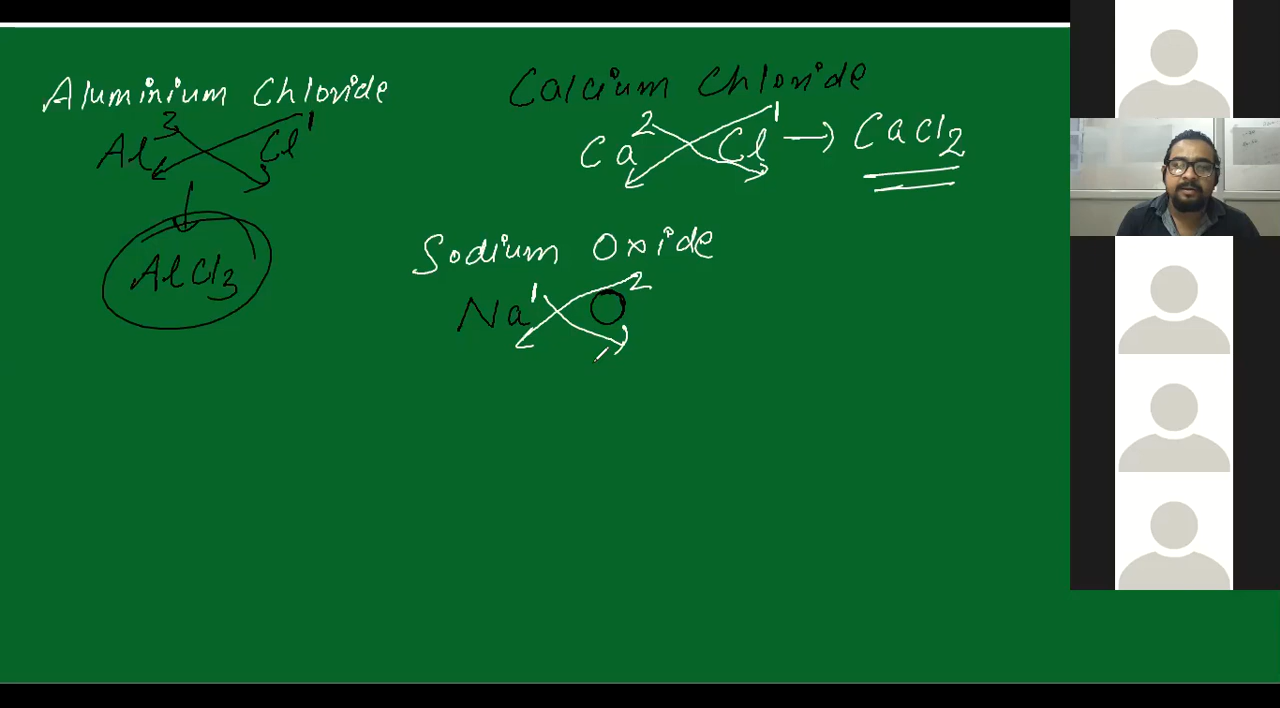 Aluminium Chloride
Al 3 Cl 1
AlCl3
Calcium Chloride
Ca 2 Cl 1 → CaCl2
Sodium Oxide
Na 1 O 2